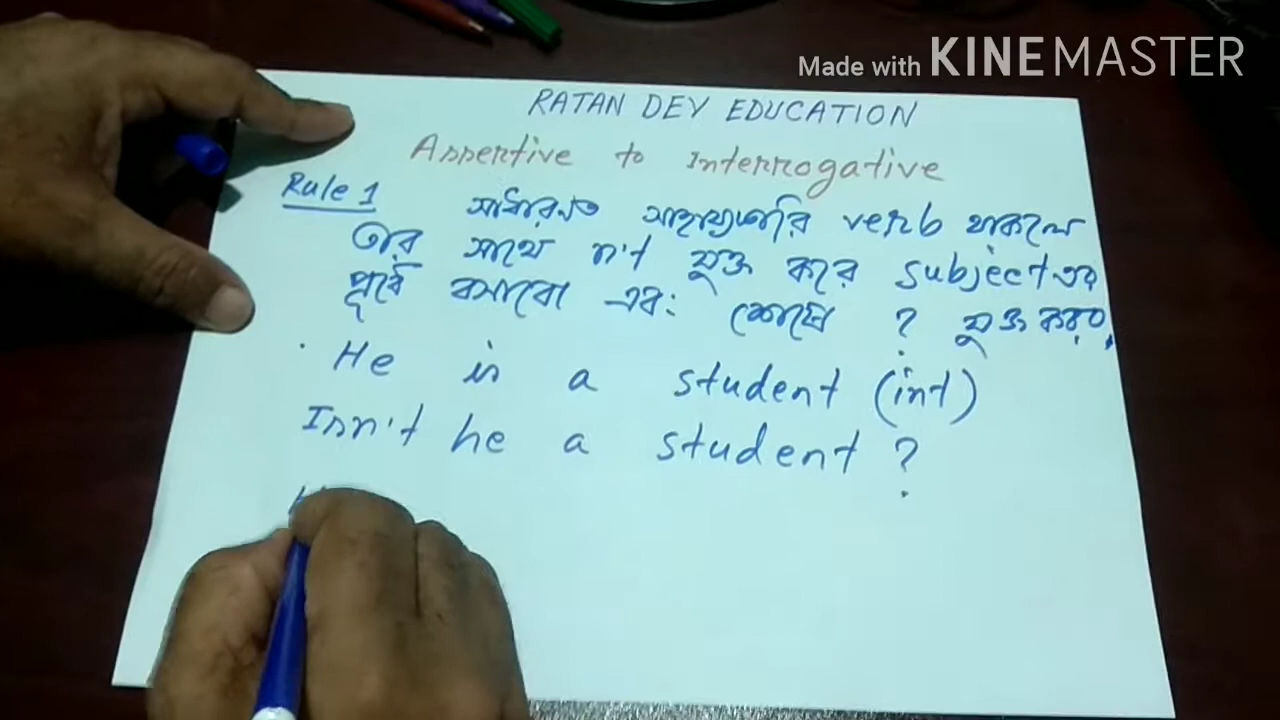 Made with KINEMASTER
RATAN DEY EDUCATION
Assertive to Interrogative
Rule 1 সাধারণত সাহায্যকারি verb থাকলে
তার সাথে n't যুক্ত করে subject এর
পূর্বে বসাবো এবং শেষে ? যুক্ত করব,
He is a student (int)
Isn't he a student ?